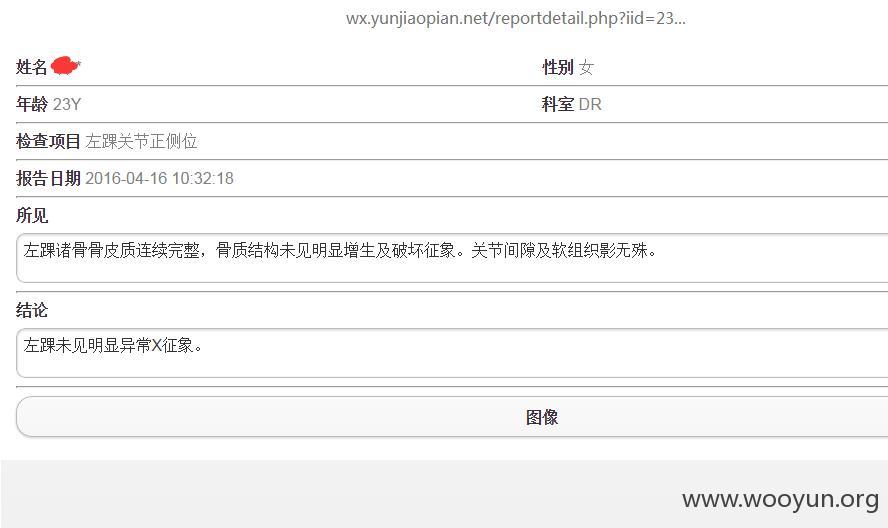 wx.yunjiaopian.net/reportdetail.php?iid=23...
姓名 * 性别 女
年龄 23Y 科室 DR
检查项目 左踝关节正侧位
报告日期 2016-04-16 10:32:18
所见
左踝诸骨骨皮质连续完整，骨质结构未见明显增生及破坏征象。关节间隙及软组织影无殊。
结论
左踝未见明显异常X征象。
图像
www.wooyun.org